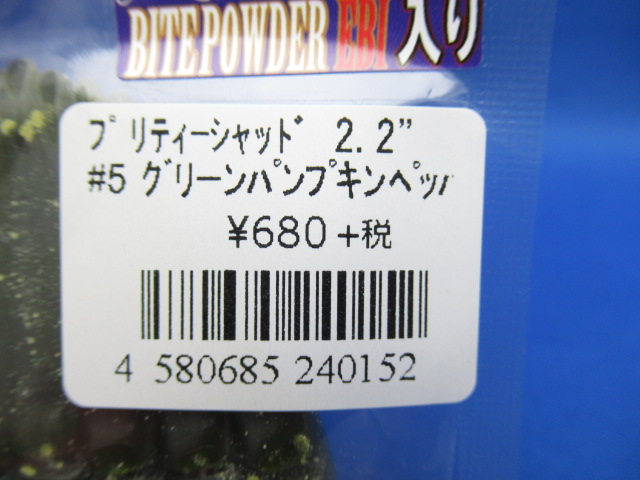 BITEPOWDER EBI 入り
プリティーシャッド 2.2”
#5 グリーンパンプキンペッパ
¥680 +税
4 580685 240152